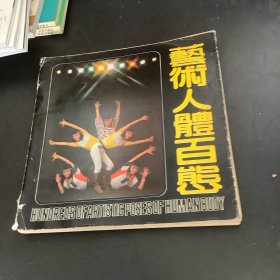 藝術人體百態
HUNDREDS OF ARTISTIC POSES OF HUMAN BODY